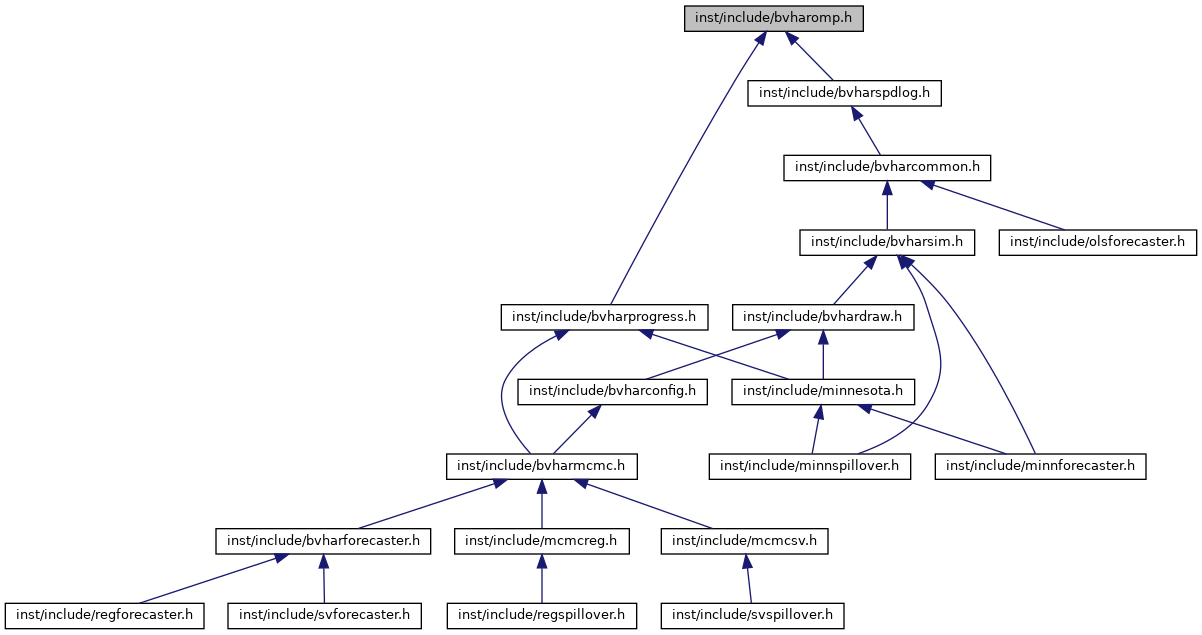 inst/include/bvharomp.h
inst/include/bvharspdlog.h
inst/include/bvharcommon.h
inst/include/bvharsim.h
inst/include/olsforecaster.h
inst/include/bvharprogress.h
inst/include/bvhardraw.h
inst/include/bvharconfig.h
inst/include/minnesota.h
inst/include/bvharmcmc.h
inst/include/minnspillover.h
inst/include/minnforecaster.h
inst/include/bvharforecaster.h
inst/include/mcmcreg.h
inst/include/mcmcsv.h
inst/include/regforecaster.h
inst/include/svforecaster.h
inst/include/regspillover.h
inst/include/svspillover.h